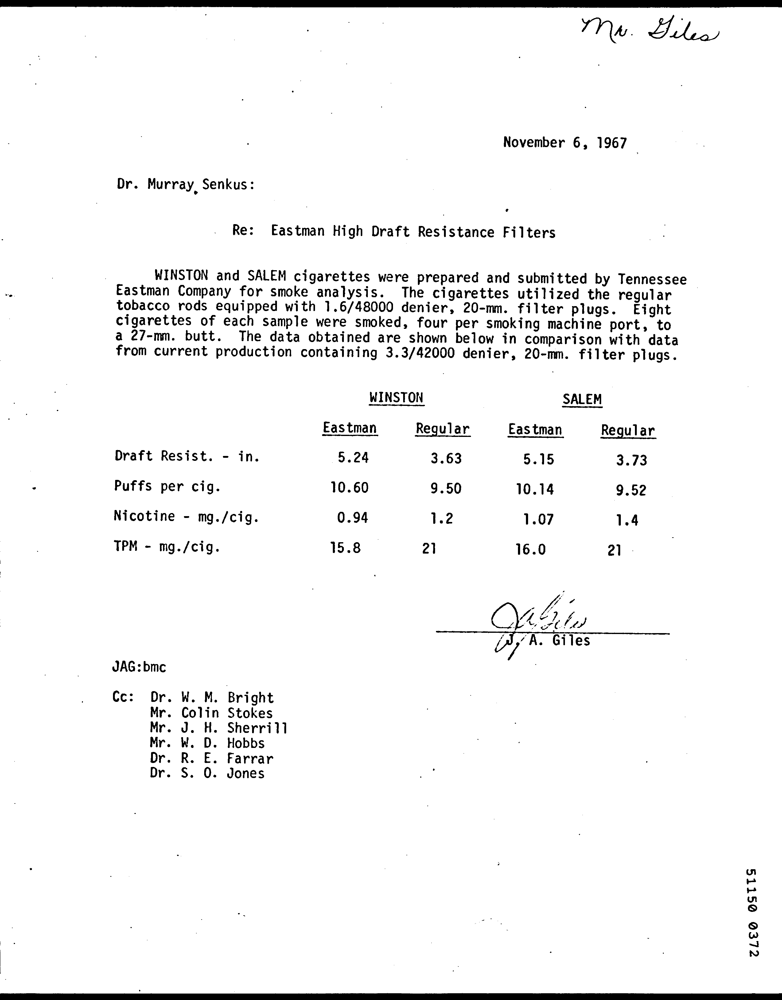 Mr. Giles
November 6, 1967
Dr. Murray Senkus:
Re: Eastman High Draft Resistance Filters
WINSTON and SALEM cigarettes were prepared and submitted by Tennessee
Eastman Company for smoke analysis. The cigarettes utilized the regular
tobacco rods equipped with 1.6/48000 denier, 20-mm. filter plugs. Eight
cigarettes of each sample were smoked, four per smoking machine port, to
a 27-mm. butt. The data obtained are shown below in comparison with data
from current production containing 3.3/42000 denier, 20-mm. filter plugs.
WINSTON SALEM
Eastman Regular Eastman Regular
Draft Resist. - in. 5.24 3.63 5.15 3.73
Puffs per cig. 10.60 9.50 10.14 9.52
Nicotine - mg./cig. 0.94 1.2 1.07 1.4
TPM - mg./cig. 15.8 21 16.0 21
JAGiles
J. A. Giles
JAG:bmc
Cc: Dr. W. M. Bright
Mr. Colin Stokes
Mr. J. H. Sherrill
Mr. W. D. Hobbs
Dr. R. E. Farrar
Dr. S. O. Jones
51150 0372